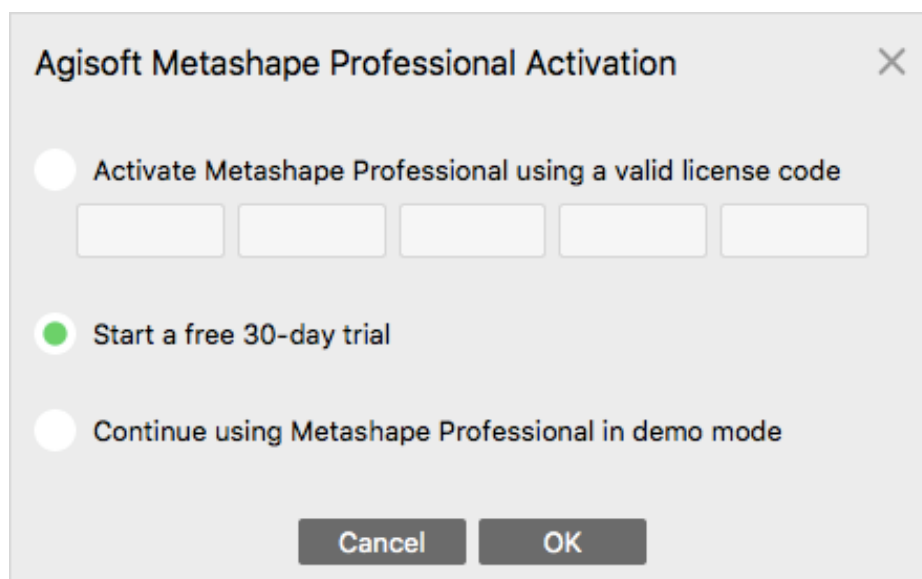 Agisoft Metashape Professional Activation
Activate Metashape Professional using a valid license code
Start a free 30-day trial
Continue using Metashape Professional in demo mode
Cancel OK